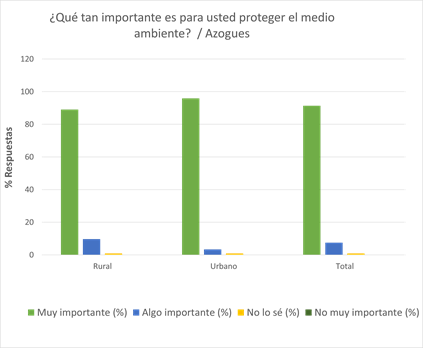 ¿Qué tan importante es para usted proteger el medio
ambiente? / Azogues
120
100
80
60
40
20
0
% Respuestas
Rural Urbano Total
Muy importante (%) Algo importante (%) No lo sé (%) No muy importante (%)